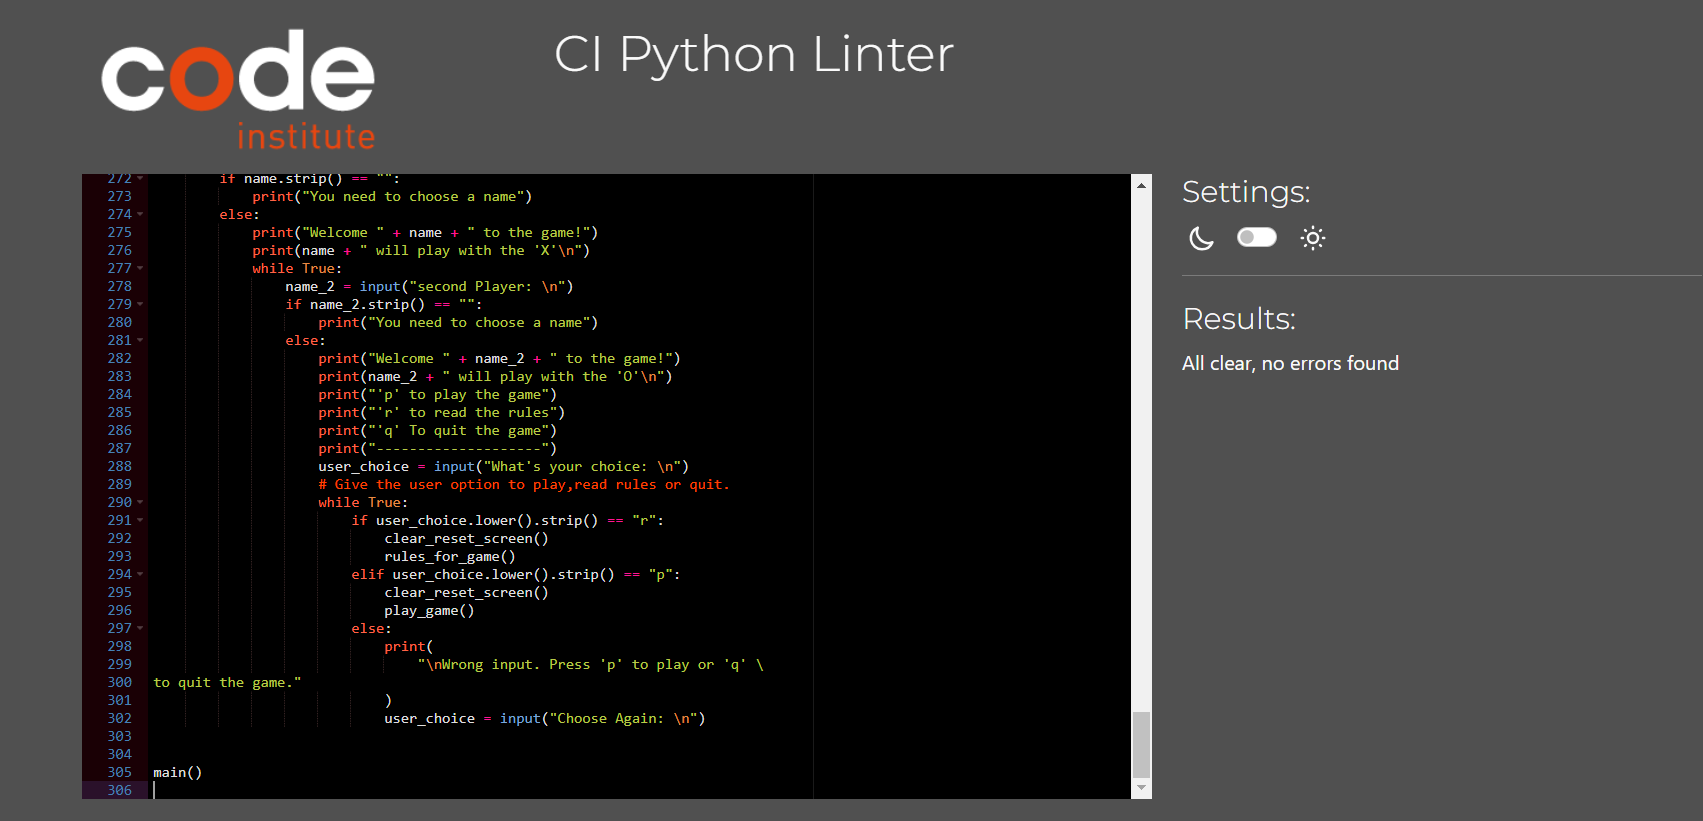 code
institute
CI Python Linter
272 if name.strip() == "":
273 print("You need to choose a name")
274 else:
275 print("Welcome " + name + " to the game!")
276 print(name + " will play with the 'X'\n")
277 while True:
278 name_2 = input("second Player: \n")
279 if name_2.strip() == "":
280 print("You need to choose a name")
281 else:
282 print("Welcome " + name_2 + " to the game!")
283 print(name_2 + " will play with the 'O'\n")
284 print("'p' to play the game")
285 print("'r' to read the rules")
286 print("'q' To quit the game")
287 print("--------------------")
288 user_choice = input("What's your choice: \n")
289 # Give the user option to play,read rules or quit.
290 while True:
291 if user_choice.lower().strip() == "r":
292 clear_reset_screen()
293 rules_for_game()
294 elif user_choice.lower().strip() == "p":
295 clear_reset_screen()
296 play_game()
297 else:
298 print(
299 "\nWrong input. Press 'p' to play or 'q' \
300 to quit the game."
301 )
302 user_choice = input("Choose Again: \n")
303
304
305 main()
306
Settings:
Results:
All clear, no errors found